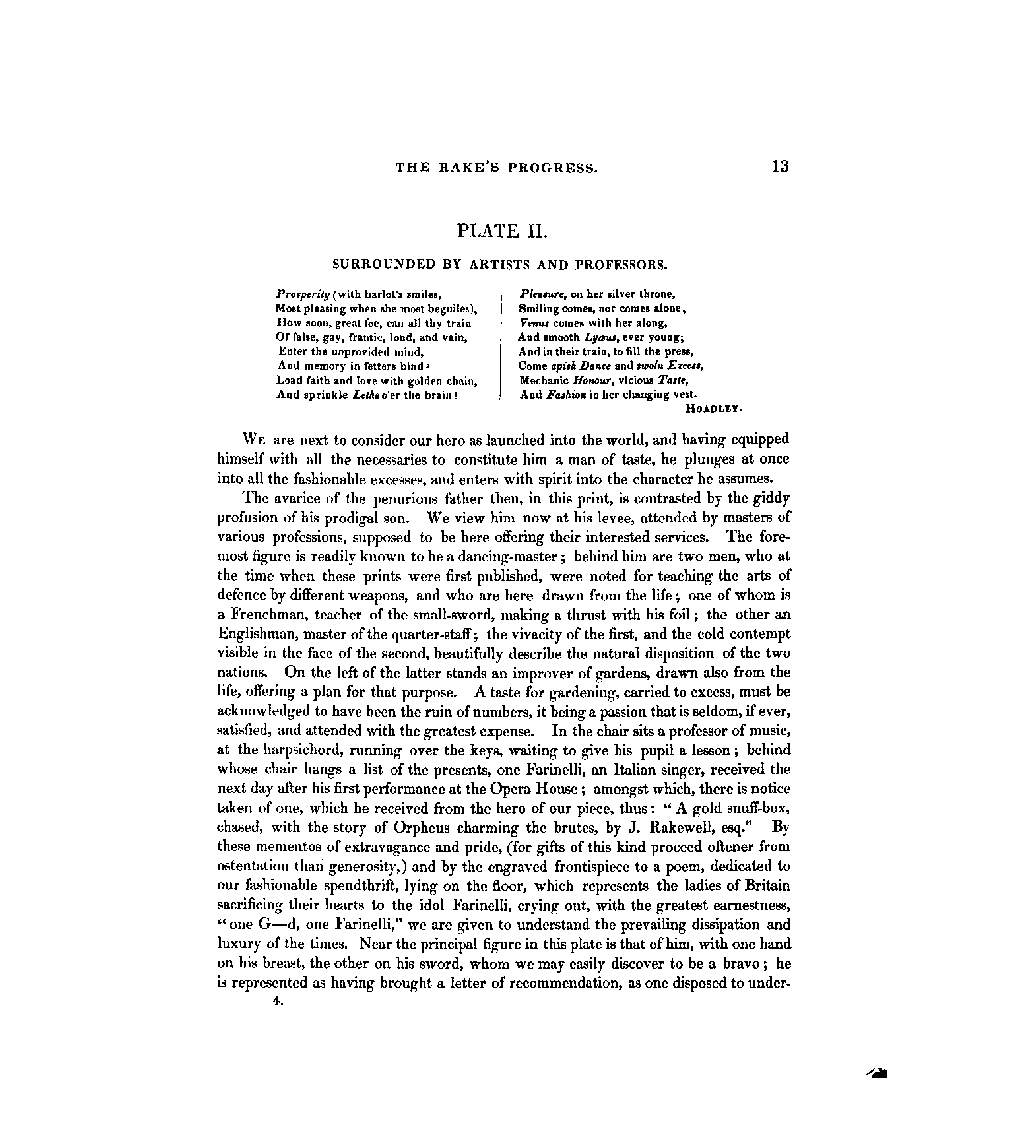 THE RAKE'S PROGRESS. 13
PLATE II.
SURROUNDED BY ARTISTS AND PROFESSORS.
Prosperity (with harlot's smiles,
Most pleasing when she most beguiles),
How soon, great foe, can all thy train
Of false, gay, frantic, loud, and vain,
Enter the unprovided mind,
And memory in fetters bind
Load faith and love with golden chain,
And sprinkle Lethe o'er the brain!
Pleasure, on her silver throne,
Smiling comes, nor comes alone,
Venus comes with her along,
And smooth Lyæus, ever young;
And in their train, to fill the press,
Come apish Dance and swoln Excess,
Mechanic Honour, vicious Taste,
And Fashion in her changing vest.
HOADLEY.
WE are next to consider our hero as launched into the world, and having equipped
himself with all the necessaries to constitute him a man of taste, he plunges at once
into all the fashionable excesses, and enters with spirit into the character he assumes.
The avarice of the penurious father then, in this print, is contrasted by the giddy
profusion of his prodigal son. We view him now at his levee, attended by masters of
various professions, supposed to be here offering their interested services. The fore-
most figure is readily known to be a dancing-master; behind him are two men, who at
the time when these prints were first published, were noted for teaching the arts of
defence by different weapons, and who are here drawn from the life; one of whom is
a Frenchman, teacher of the small-sword, making a thrust with his foil; the other an
Englishman, master of the quarter-staff; the vivacity of the first, and the cold contempt
visible in the face of the second, beautifully describe the natural disposition of the two
nations. On the left of the latter stands an improver of gardens, drawn also from the
life, offering a plan for that purpose. A taste for gardening, carried to excess, must be
acknowledged to have been the ruin of numbers, it being a passion that is seldom, if ever,
satisfied, and attended with the greatest expense. In the chair sits a professor of music,
at the harpsichord, running over the keys, waiting to give his pupil a lesson; behind
whose chair hangs a list of the presents, one Farinelli, an Italian singer, received the
next day after his first performance at the Opera House; amongst which, there is notice
taken of one, which he received from the hero of our piece, thus: "A gold snuff-box,
chased, with the story of Orpheus charming the brutes, by J. Rakewell, esq." By
these mementos of extravagance and pride, (for gifts of this kind proceed oftener from
ostentation than generosity,) and by the engraved frontispiece to a poem, dedicated to
our fashionable spendthrift, lying on the floor, which represents the ladies of Britain
sacrificing their hearts to the idol Farinelli, crying out, with the greatest earnestness,
"one G—d, one Farinelli," we are given to understand the prevailing dissipation and
luxury of the times. Near the principal figure in this plate is that of him, with one hand
on his breast, the other on his sword, whom we may easily discover to be a bravo; he
is represented as having brought a letter of recommendation, as one disposed to under-
4.